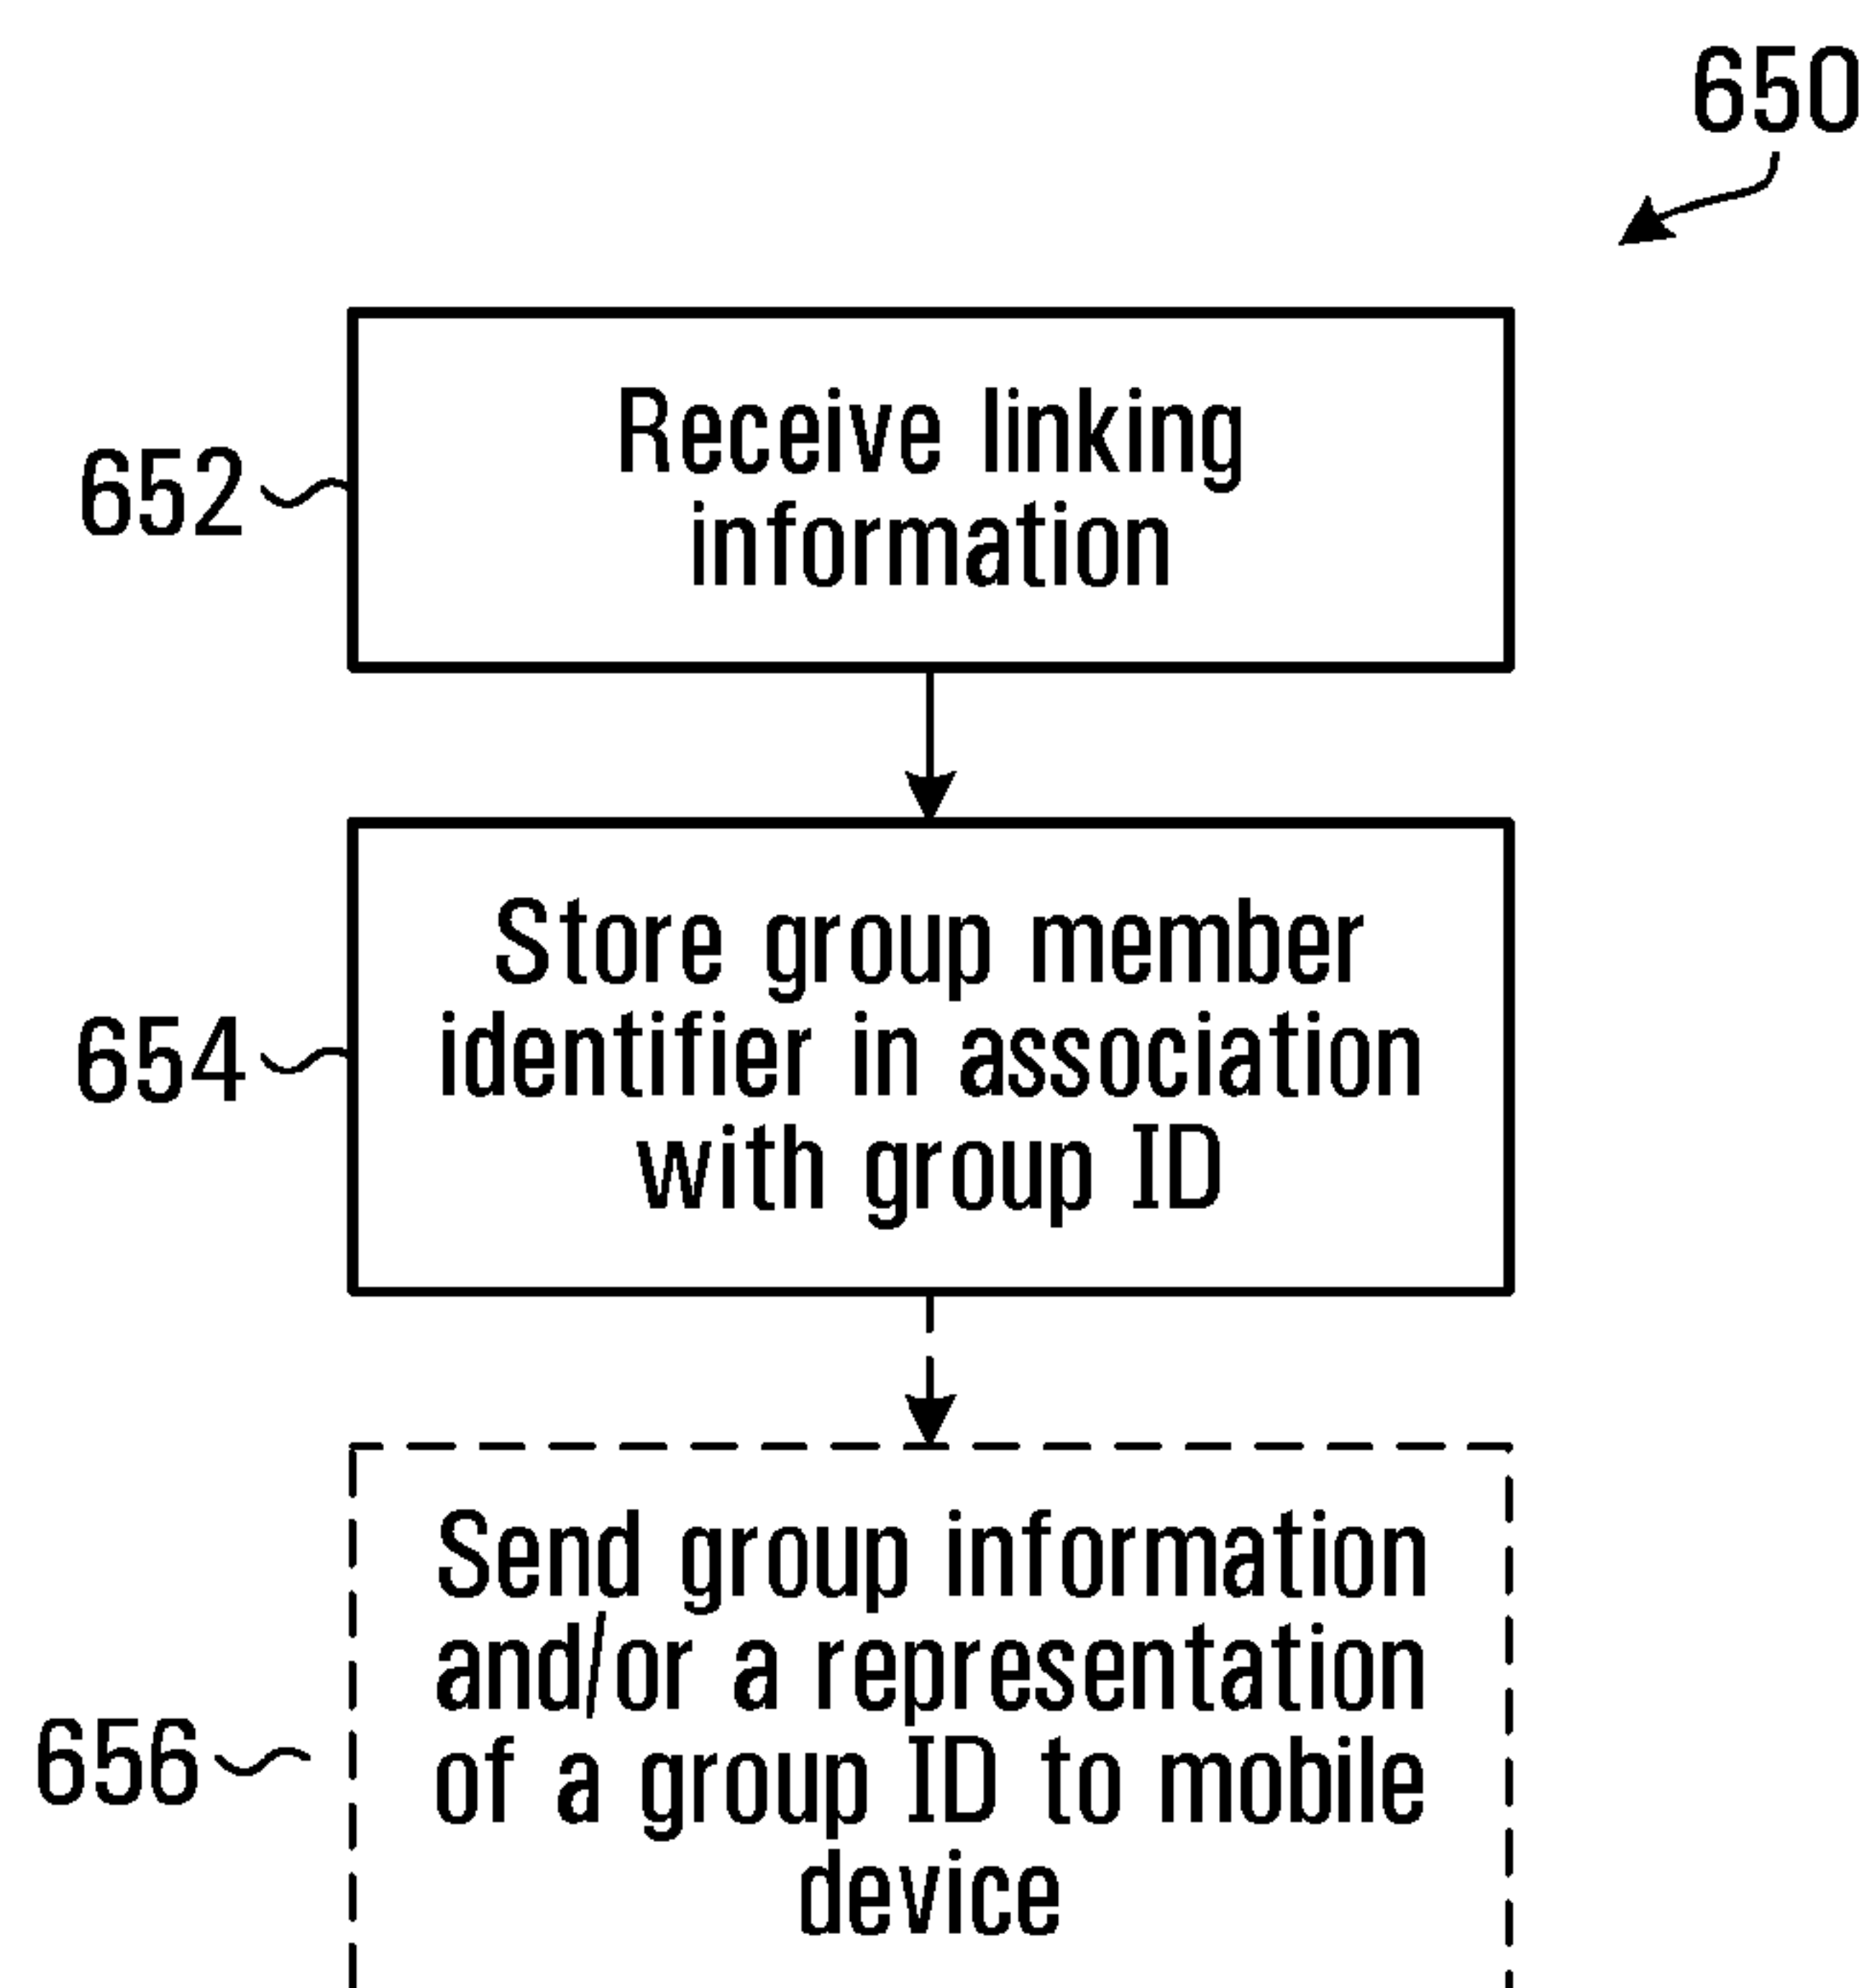 650
652
Receive linking
information
654
Store group member
identifier in association
with group ID
656
Send group information
and/or a representation
of a group ID to mobile
device